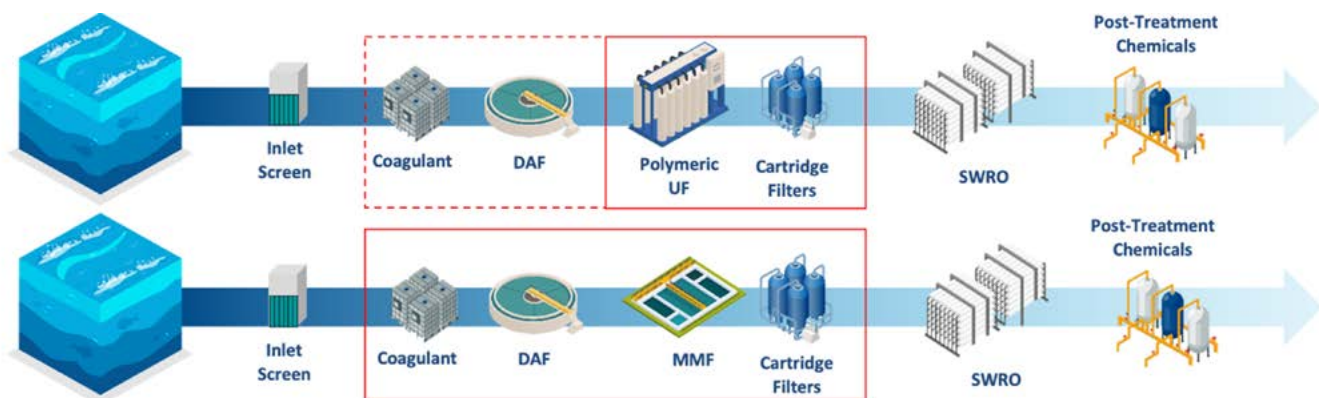 Post-Treatment
Chemicals
Inlet
Screen
Coagulant
DAF
Polymeric
UF
Cartridge
Filters
SWRO
Post-Treatment
Chemicals
Inlet
Screen
Coagulant
DAF
MMF
Cartridge
Filters
SWRO